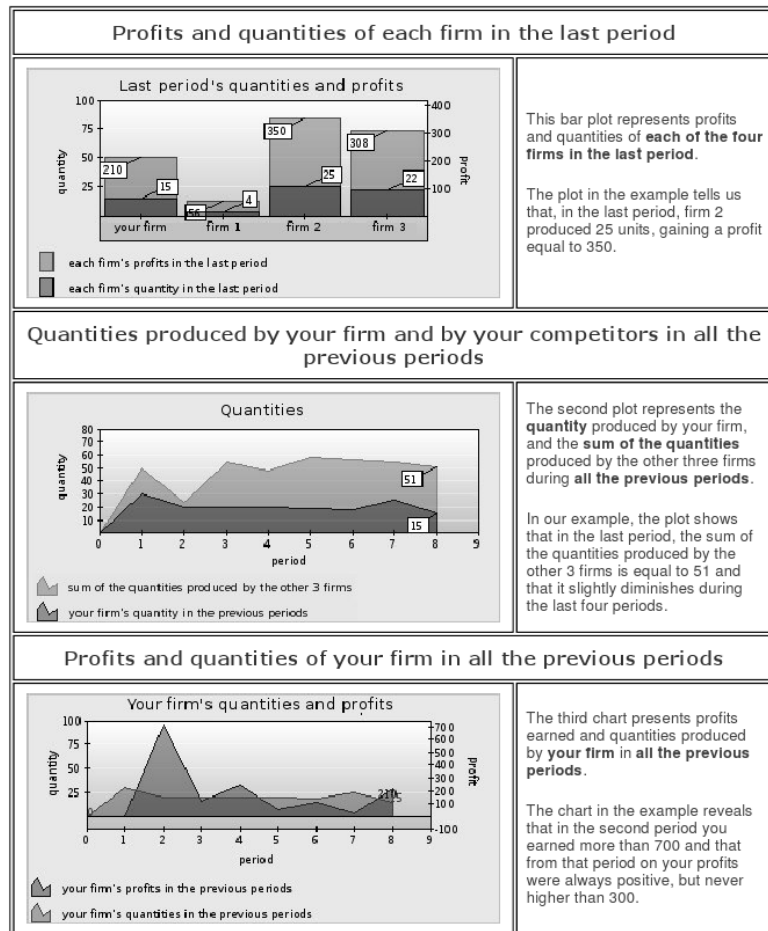 Profits and quantities of each firm in the last period
Last period's quantities and profits
100
75
50
25
quantity
400
300
200
100
Profit
210
15
56
4
350
25
308
22
your firm
firm 1
firm 2
firm 3
each firm's profits in the last period
each firm's quantity in the last period
This bar plot represents profits
and quantities of each of the four
firms in the last period.
The plot in the example tells us
that, in the last period, firm 2
produced 25 units, gaining a profit
equal to 350.
Quantities produced by your firm and by your competitors in all the
previous periods
Quantities
80
70
60
50
40
30
20
10
quantity
51
15
0 1 2 3 4 5 6 7 8 9
period
sum of the quantities produced by the other 3 firms
your firm's quantity in the previous periods
The second plot represents the
quantity produced by your firm,
and the sum of the quantities
produced by the other three firms
during all the previous periods.
In our example, the plot shows
that in the last period, the sum of
the quantities produced by the
other 3 firms is equal to 51 and
that it slightly diminishes during
the last four periods.
Profits and quantities of your firm in all the previous periods
Your firm's quantities and profits
100
75
50
25
quantity
700
600
500
400
300
200
100
-100
Profit
0
210
15
0 1 2 3 4 5 6 7 8 9
period
your firm's profits in the previous periods
your firm's quantities in the previous periods
The third chart presents profits
earned and quantities produced
by your firm in all the previous
periods.
The chart in the example reveals
that in the second period you
earned more than 700 and that
from that period on your profits
were always positive, but never
higher than 300.